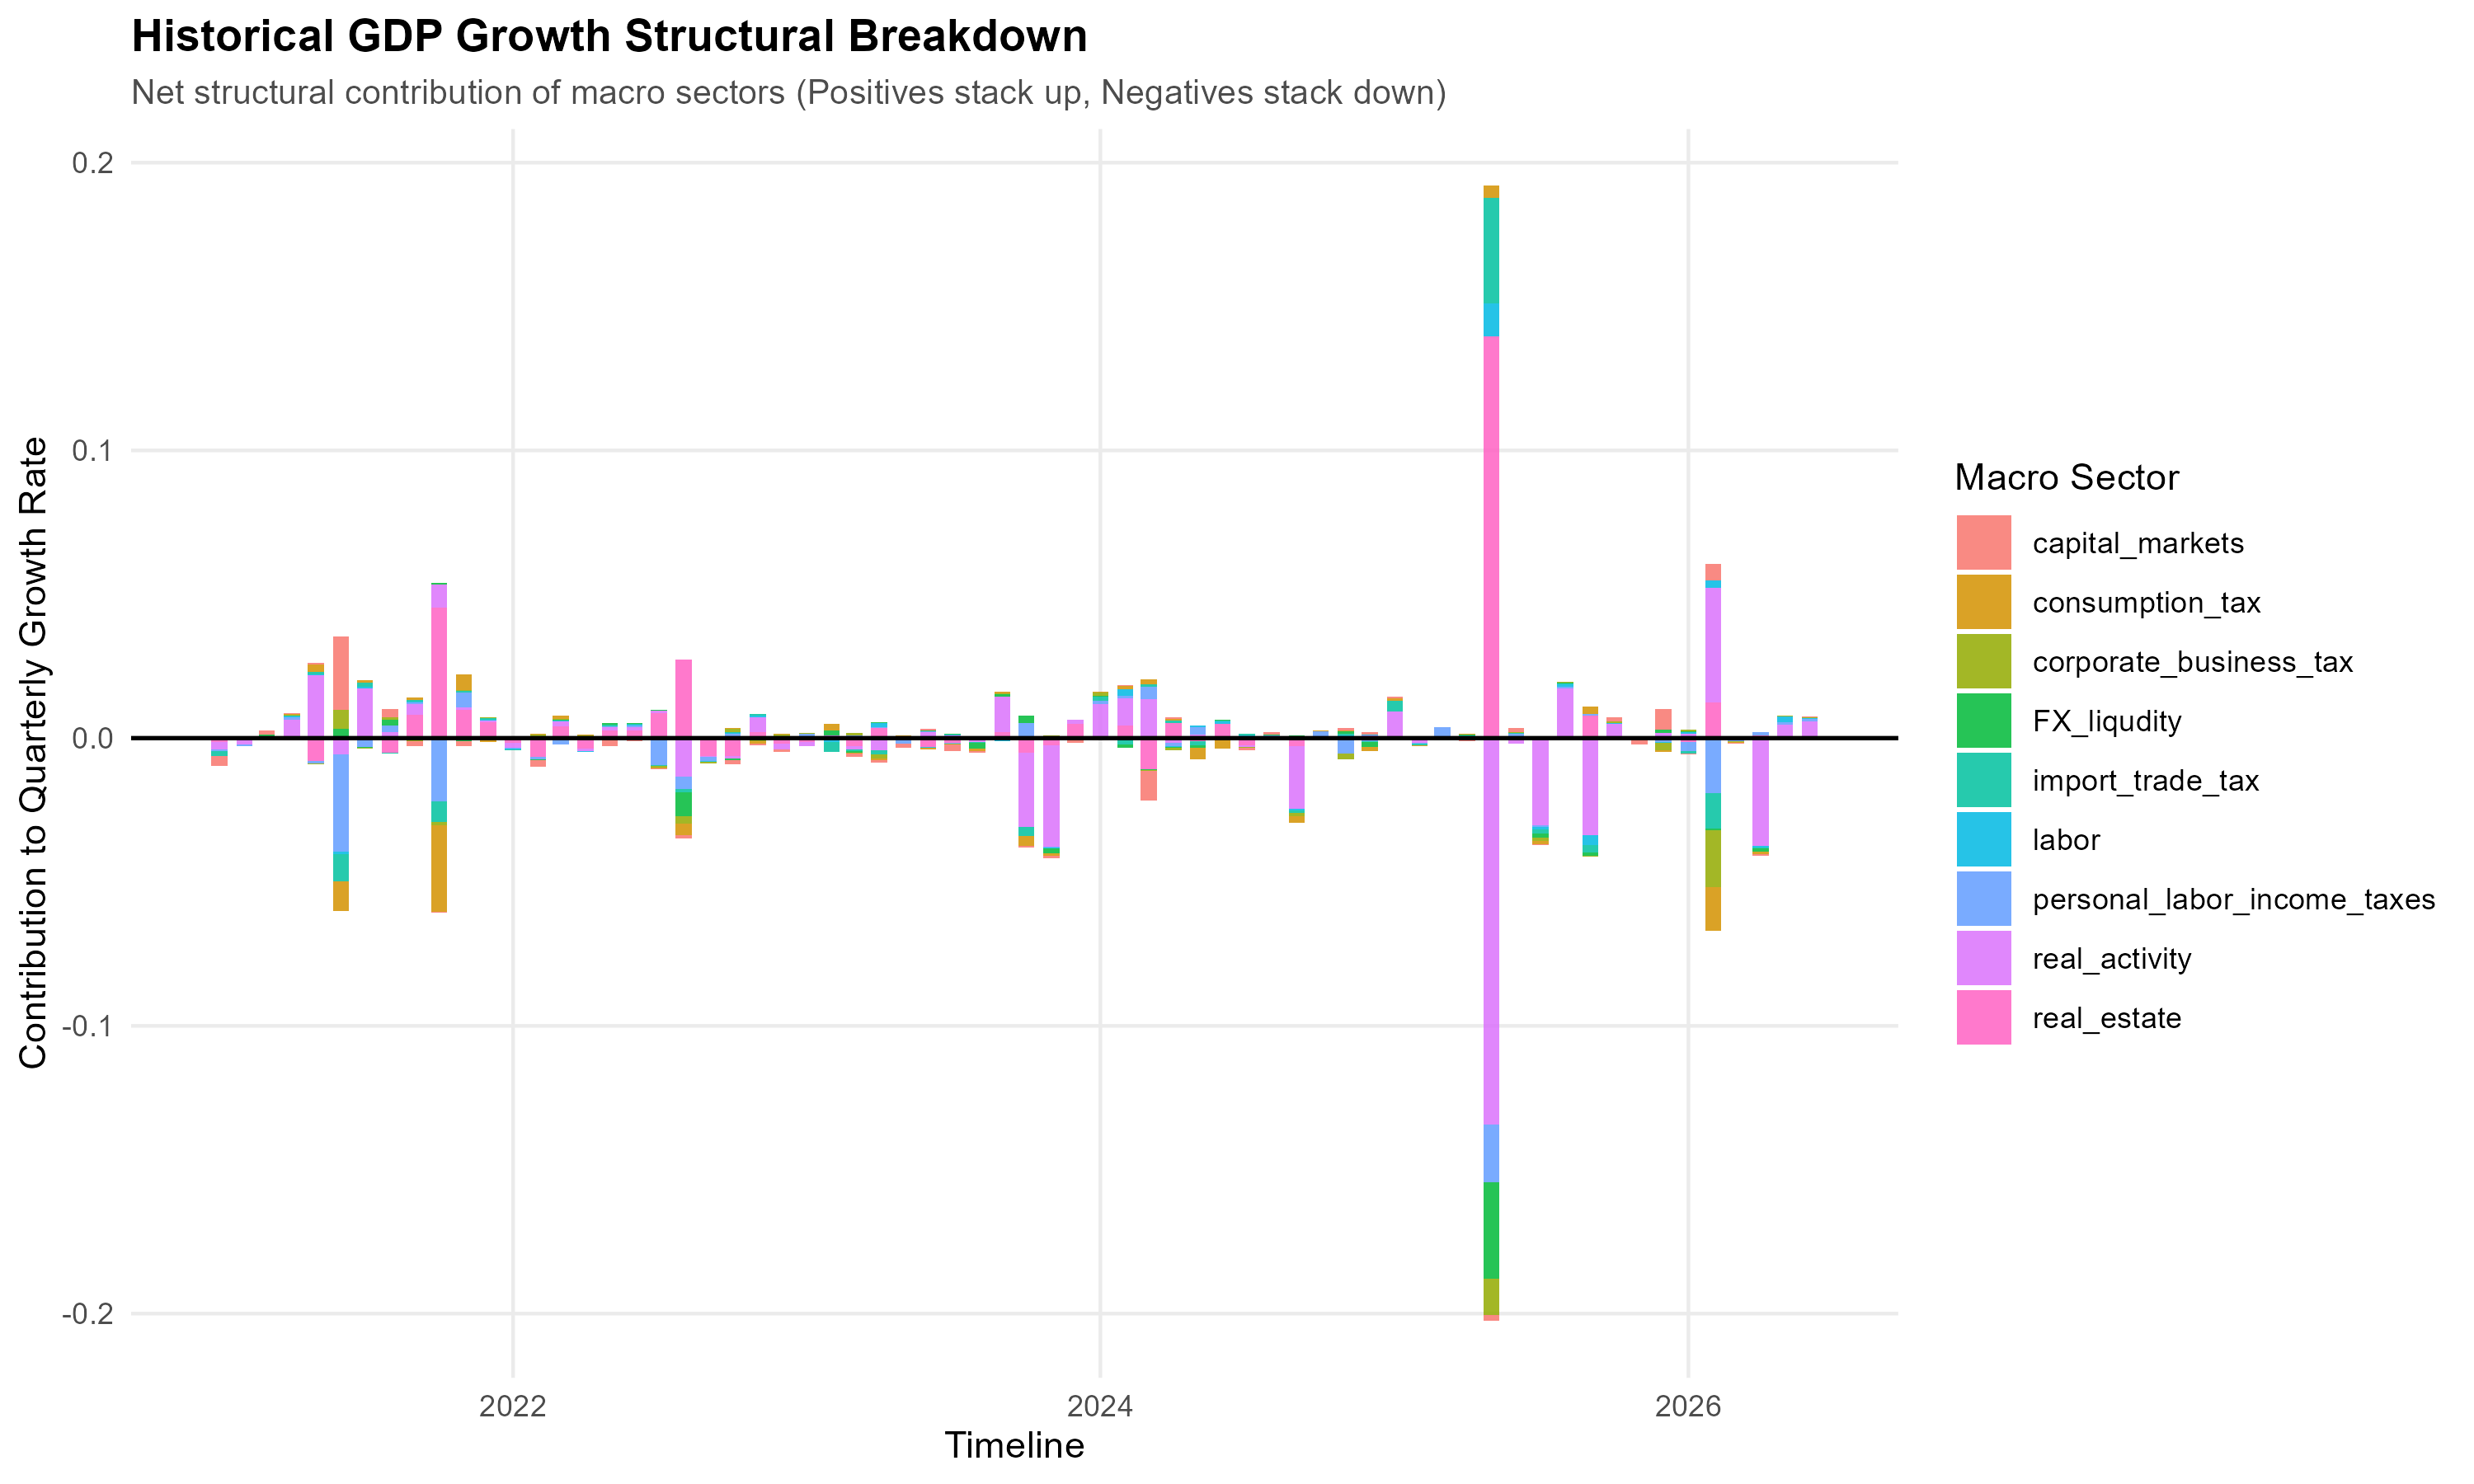 Historical GDP Growth Structural Breakdown
Net structural contribution of macro sectors (Positives stack up, Negatives stack down)
Contribution to Quarterly Growth Rate
0.2
0.1
0.0
-0.1
-0.2
2022
2024
2026
Timeline
Macro Sector
capital_markets
consumption_tax
corporate_business_tax
FX_liqudity
import_trade_tax
labor
personal_labor_income_taxes
real_activity
real_estate